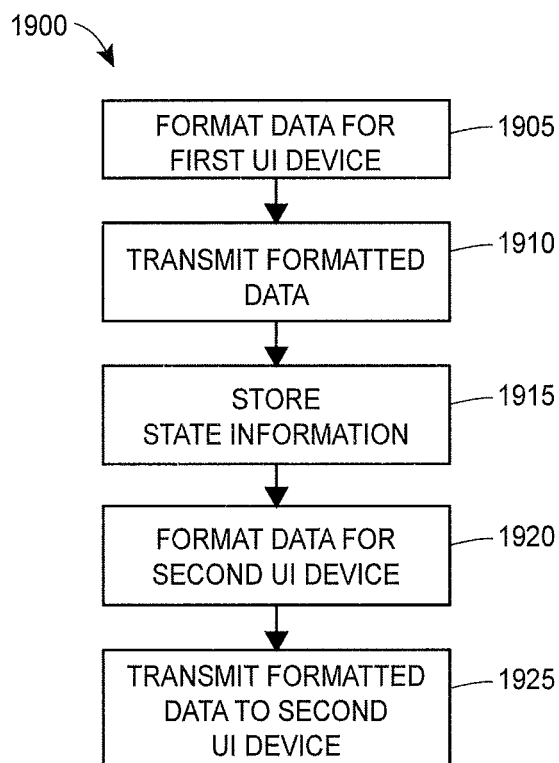 1900
FORMAT DATA FOR
FIRST UI DEVICE
1905
TRANSMIT FORMATTED
DATA
1910
STORE
STATE INFORMATION
1915
FORMAT DATA FOR
SECOND UI DEVICE
1920
TRANSMIT FORMATTED
DATA TO SECOND
UI DEVICE
1925